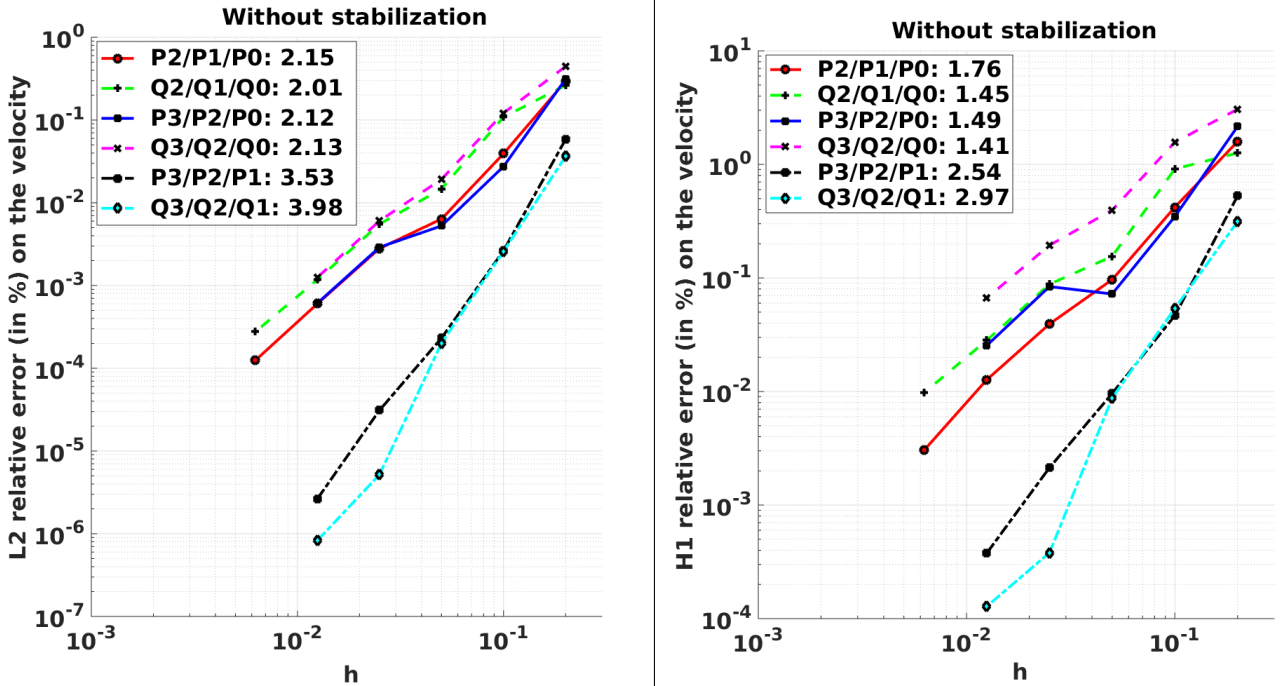 Without stabilization
L2 relative error (in %) on the velocity
10^0
10^-1
10^-2
10^-3
10^-4
10^-5
10^-6
10^-7
P2/P1/P0: 2.15
Q2/Q1/Q0: 2.01
P3/P2/P0: 2.12
Q3/Q2/Q0: 2.13
P3/P2/P1: 3.53
Q3/Q2/Q1: 3.98
10^-3
10^-2
10^-1
h
Without stabilization
H1 relative error (in %) on the velocity
10^1
10^0
10^-1
10^-2
10^-3
10^-4
P2/P1/P0: 1.76
Q2/Q1/Q0: 1.45
P3/P2/P0: 1.49
Q3/Q2/Q0: 1.41
P3/P2/P1: 2.54
Q3/Q2/Q1: 2.97
10^-3
10^-2
10^-1
h